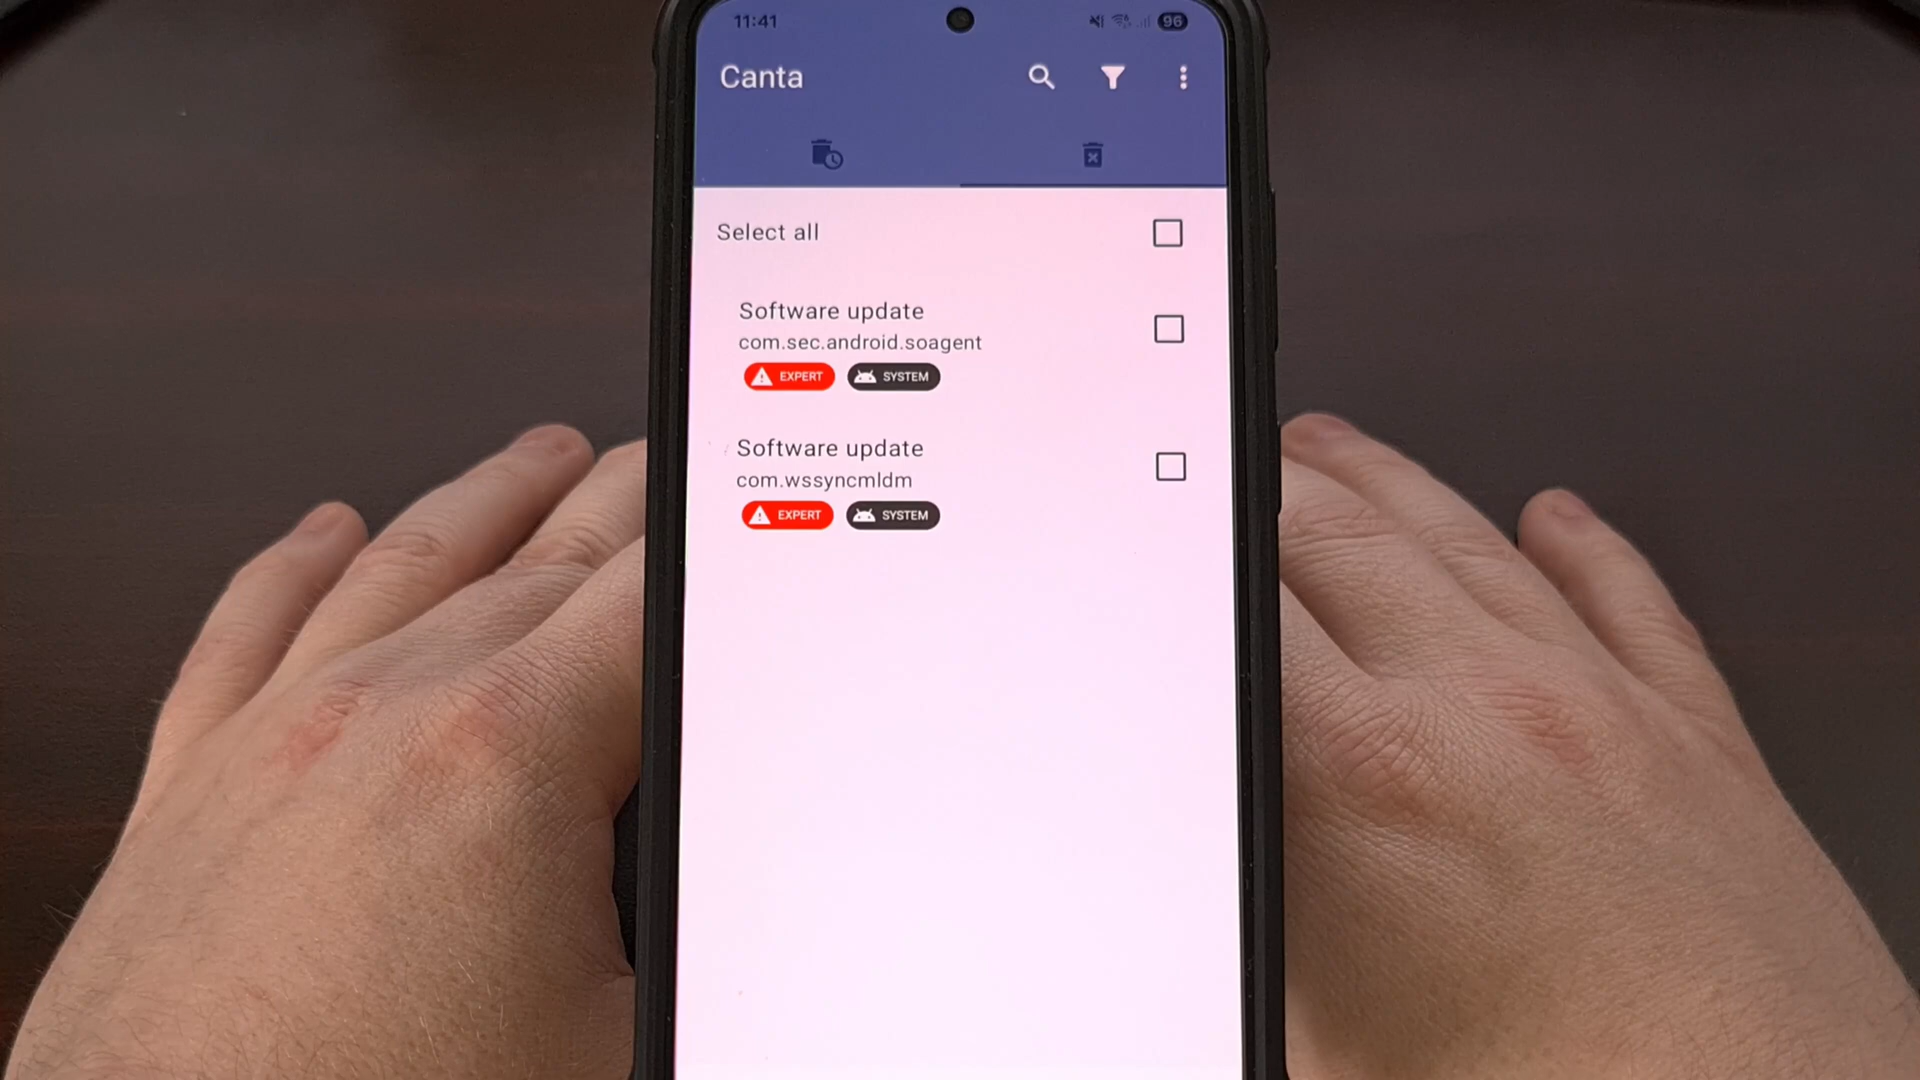 11:41
96
Canta
Select all
Software update
com.sec.android.soagent
EXPERT SYSTEM
Software update
com.wssyncmldm
EXPERT SYSTEM